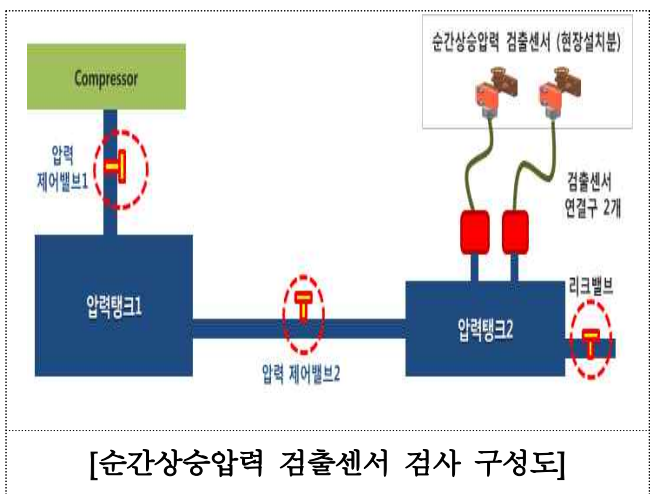 Compressor
압력
제어밸브1
압력탱크1
압력 제어밸브2
순간상승압력 검출센서 (현장설치분)
검출센서
연결구 2개
압력탱크2
리크밸브
[순간상승압력 검출센서 검사 구성도]